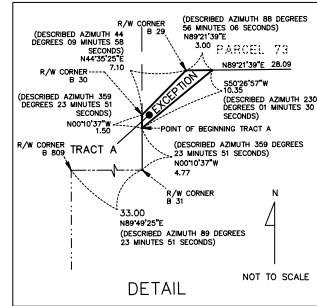 (DESCRIBED AZIMUTH 44
DEGREES 09 MINUTES 58
SECONDS)
N44°35'25"E
7.10
R/W CORNER
B 30
(DESCRIBED AZIMUTH 359
DEGREES 23 MINUTES 51
SECONDS)
N00°10'37"W
1.50
TRACT A
R/W CORNER
B 809
R/W CORNER
B 29
(DESCRIBED AZIMUTH 88 DEGREES
56 MINUTES 06 SECONDS)
N89°21'39"E
3.00
PARCEL 73
N89°21'39"E 28.09
EXCEPTION
S50°26'57"W
10.35
(DESCRIBED AZIMUTH 230
DEGREES 01 MINUTES 30
SECONDS)
POINT OF BEGINNING TRACT A
(DESCRIBED AZIMUTH 359 DEGREES
23 MINUTES 51 SECONDS)
N00°10'37"W
4.77
R/W CORNER
B 31
33.00
N89°49'25"E
(DESCRIBED AZIMUTH 89 DEGREES
23 MINUTES 51 SECONDS)
N
NOT TO SCALE
DETAIL